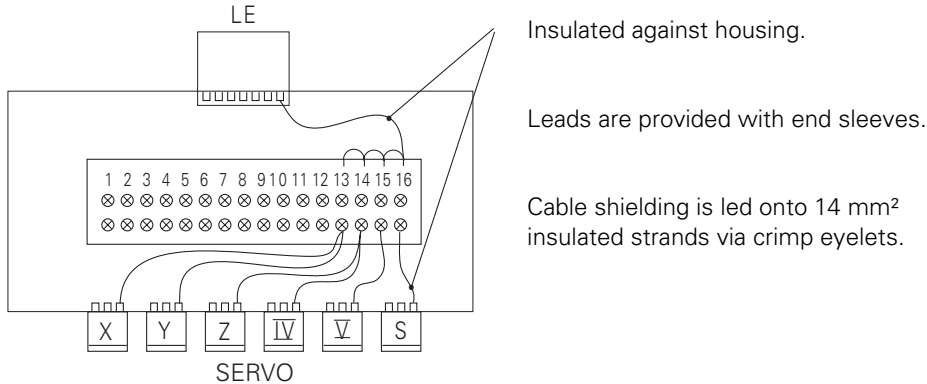 LE
Insulated against housing.
Leads are provided with end sleeves.
1 2 3 4 5 6 7 8 9 10 11 12 13 14 15 16
Cable shielding is led onto 14 mm²
insulated strands via crimp eyelets.
X Y Z IV V S
SERVO